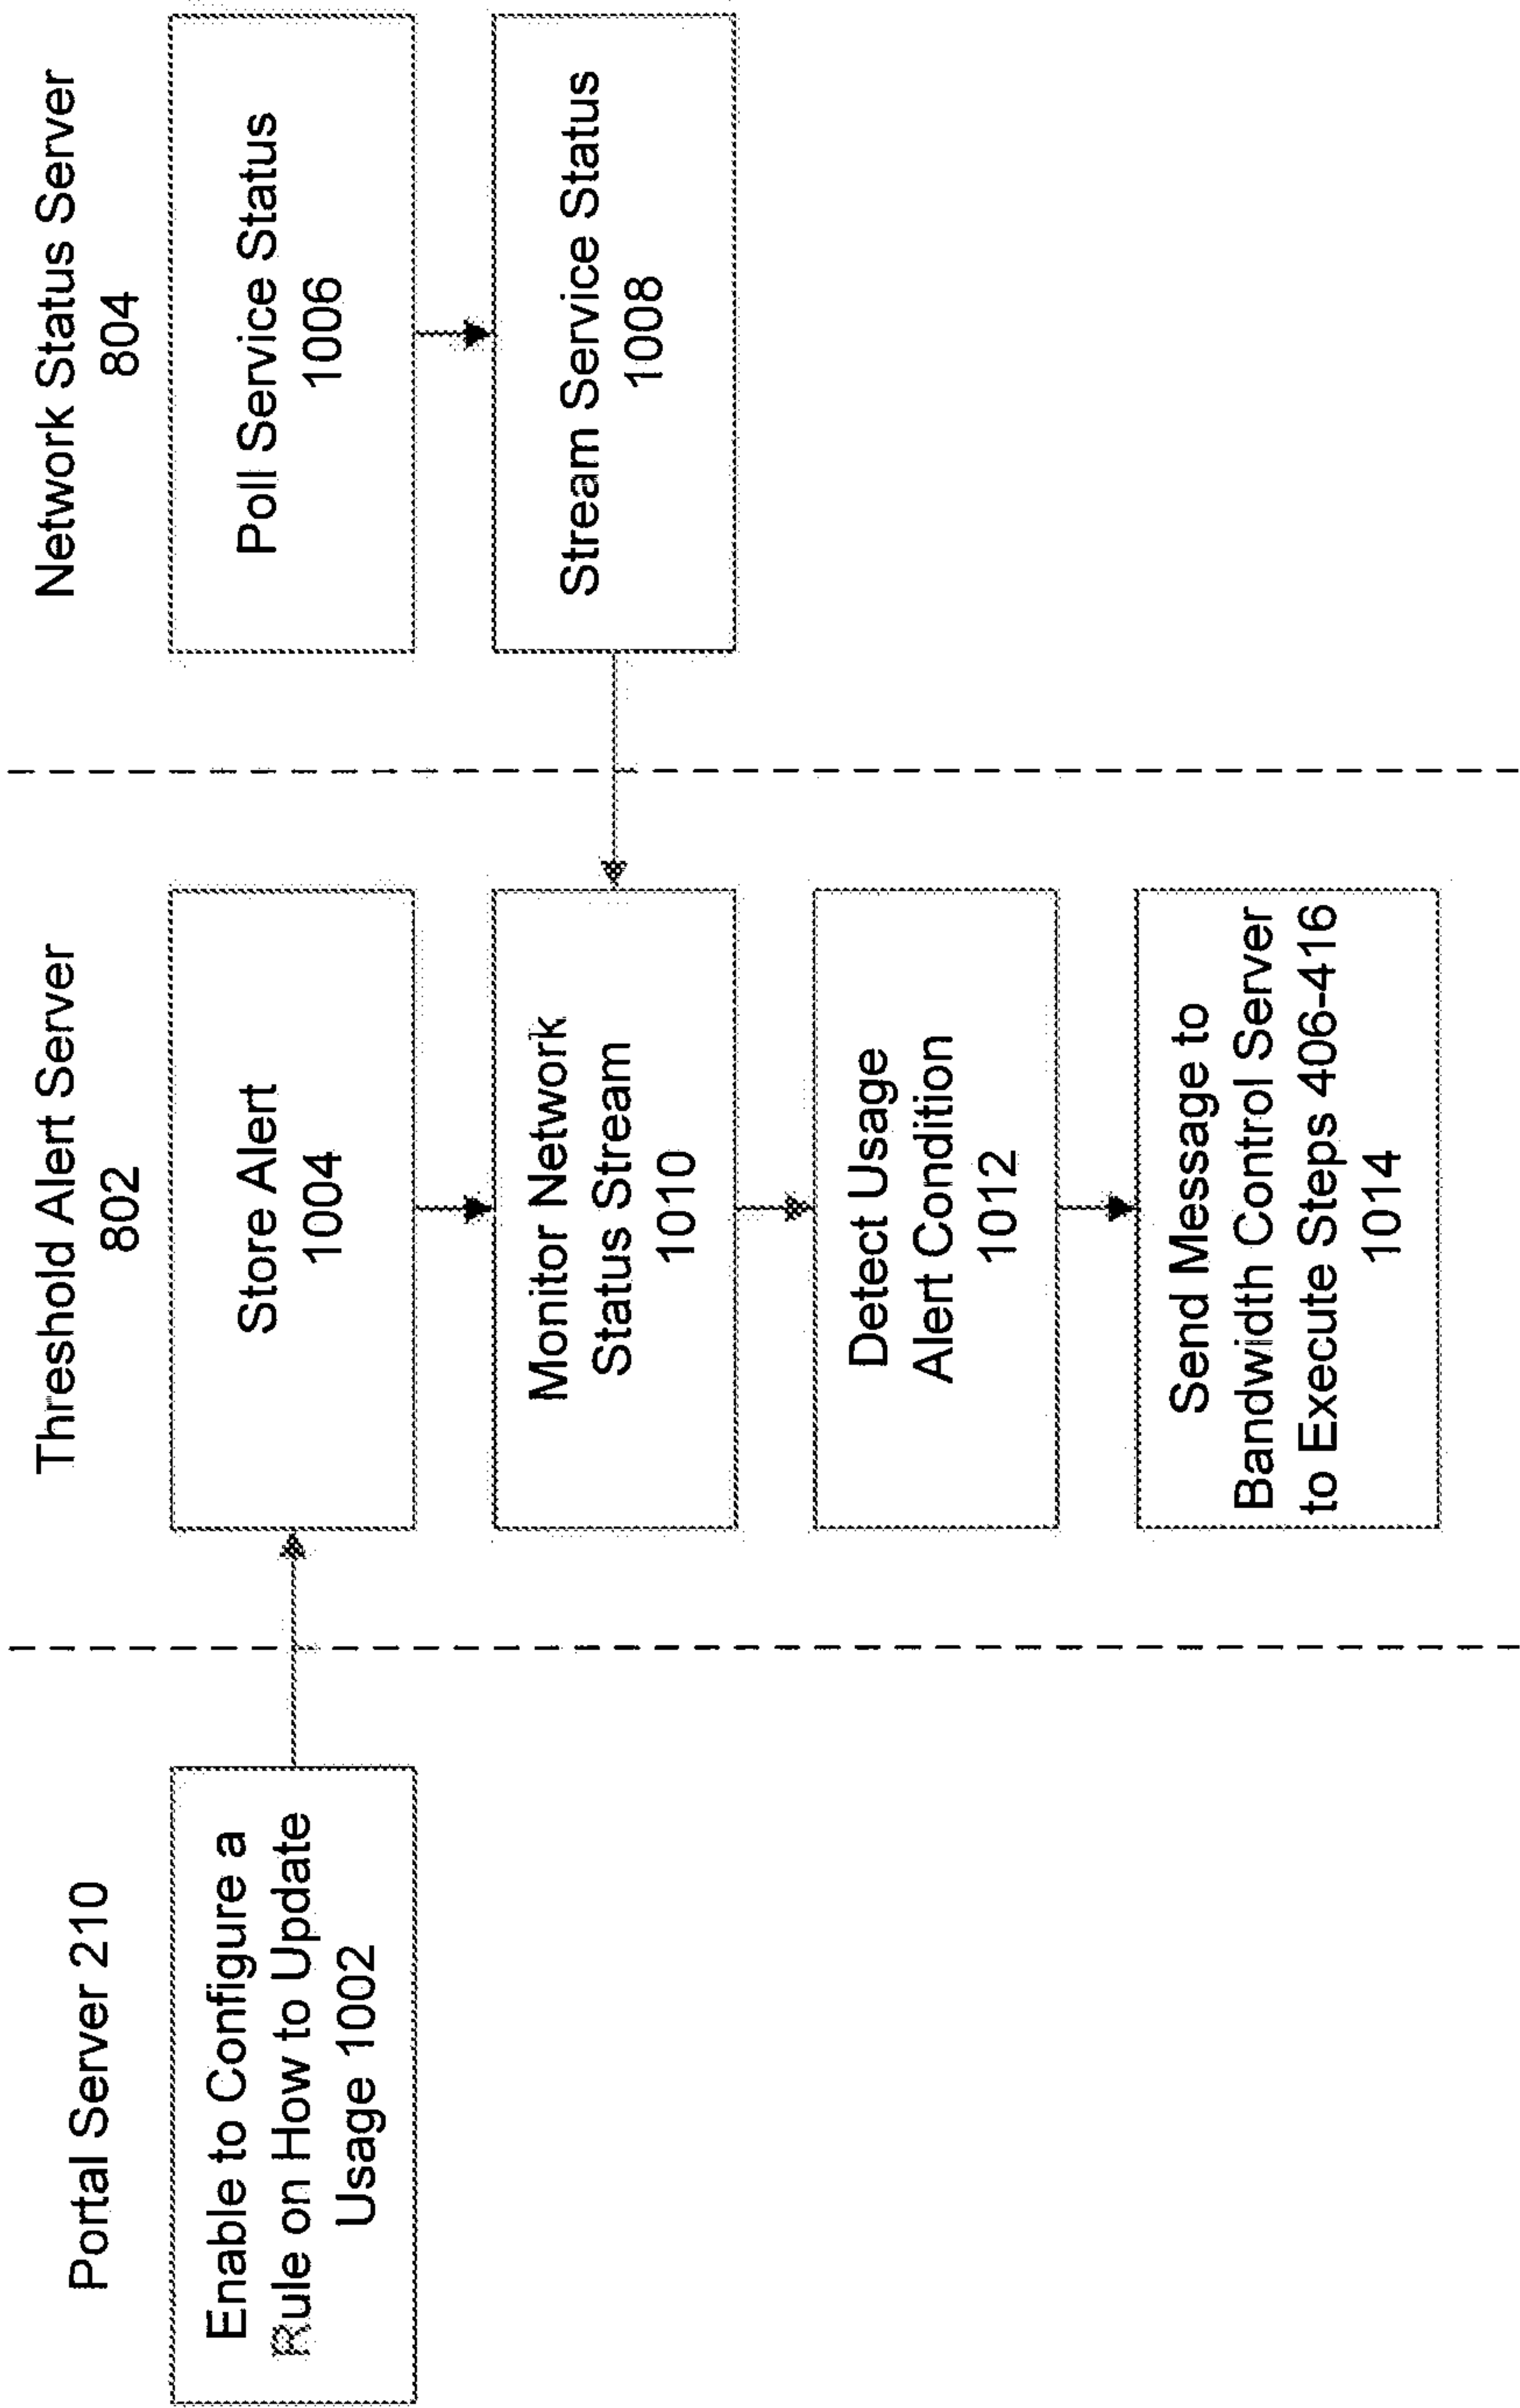 Portal Server 210
Enable to Configure a
Rule on How to Update
Usage 1002
Threshold Alert Server
802
Store Alert
1004
Monitor Network
Status Stream
1010
Detect Usage
Alert Condition
1012
Send Message to
Bandwidth Control Server
to Execute Steps 406-416
1014
Network Status Server
804
Poll Service Status
1006
Stream Service Status
1008